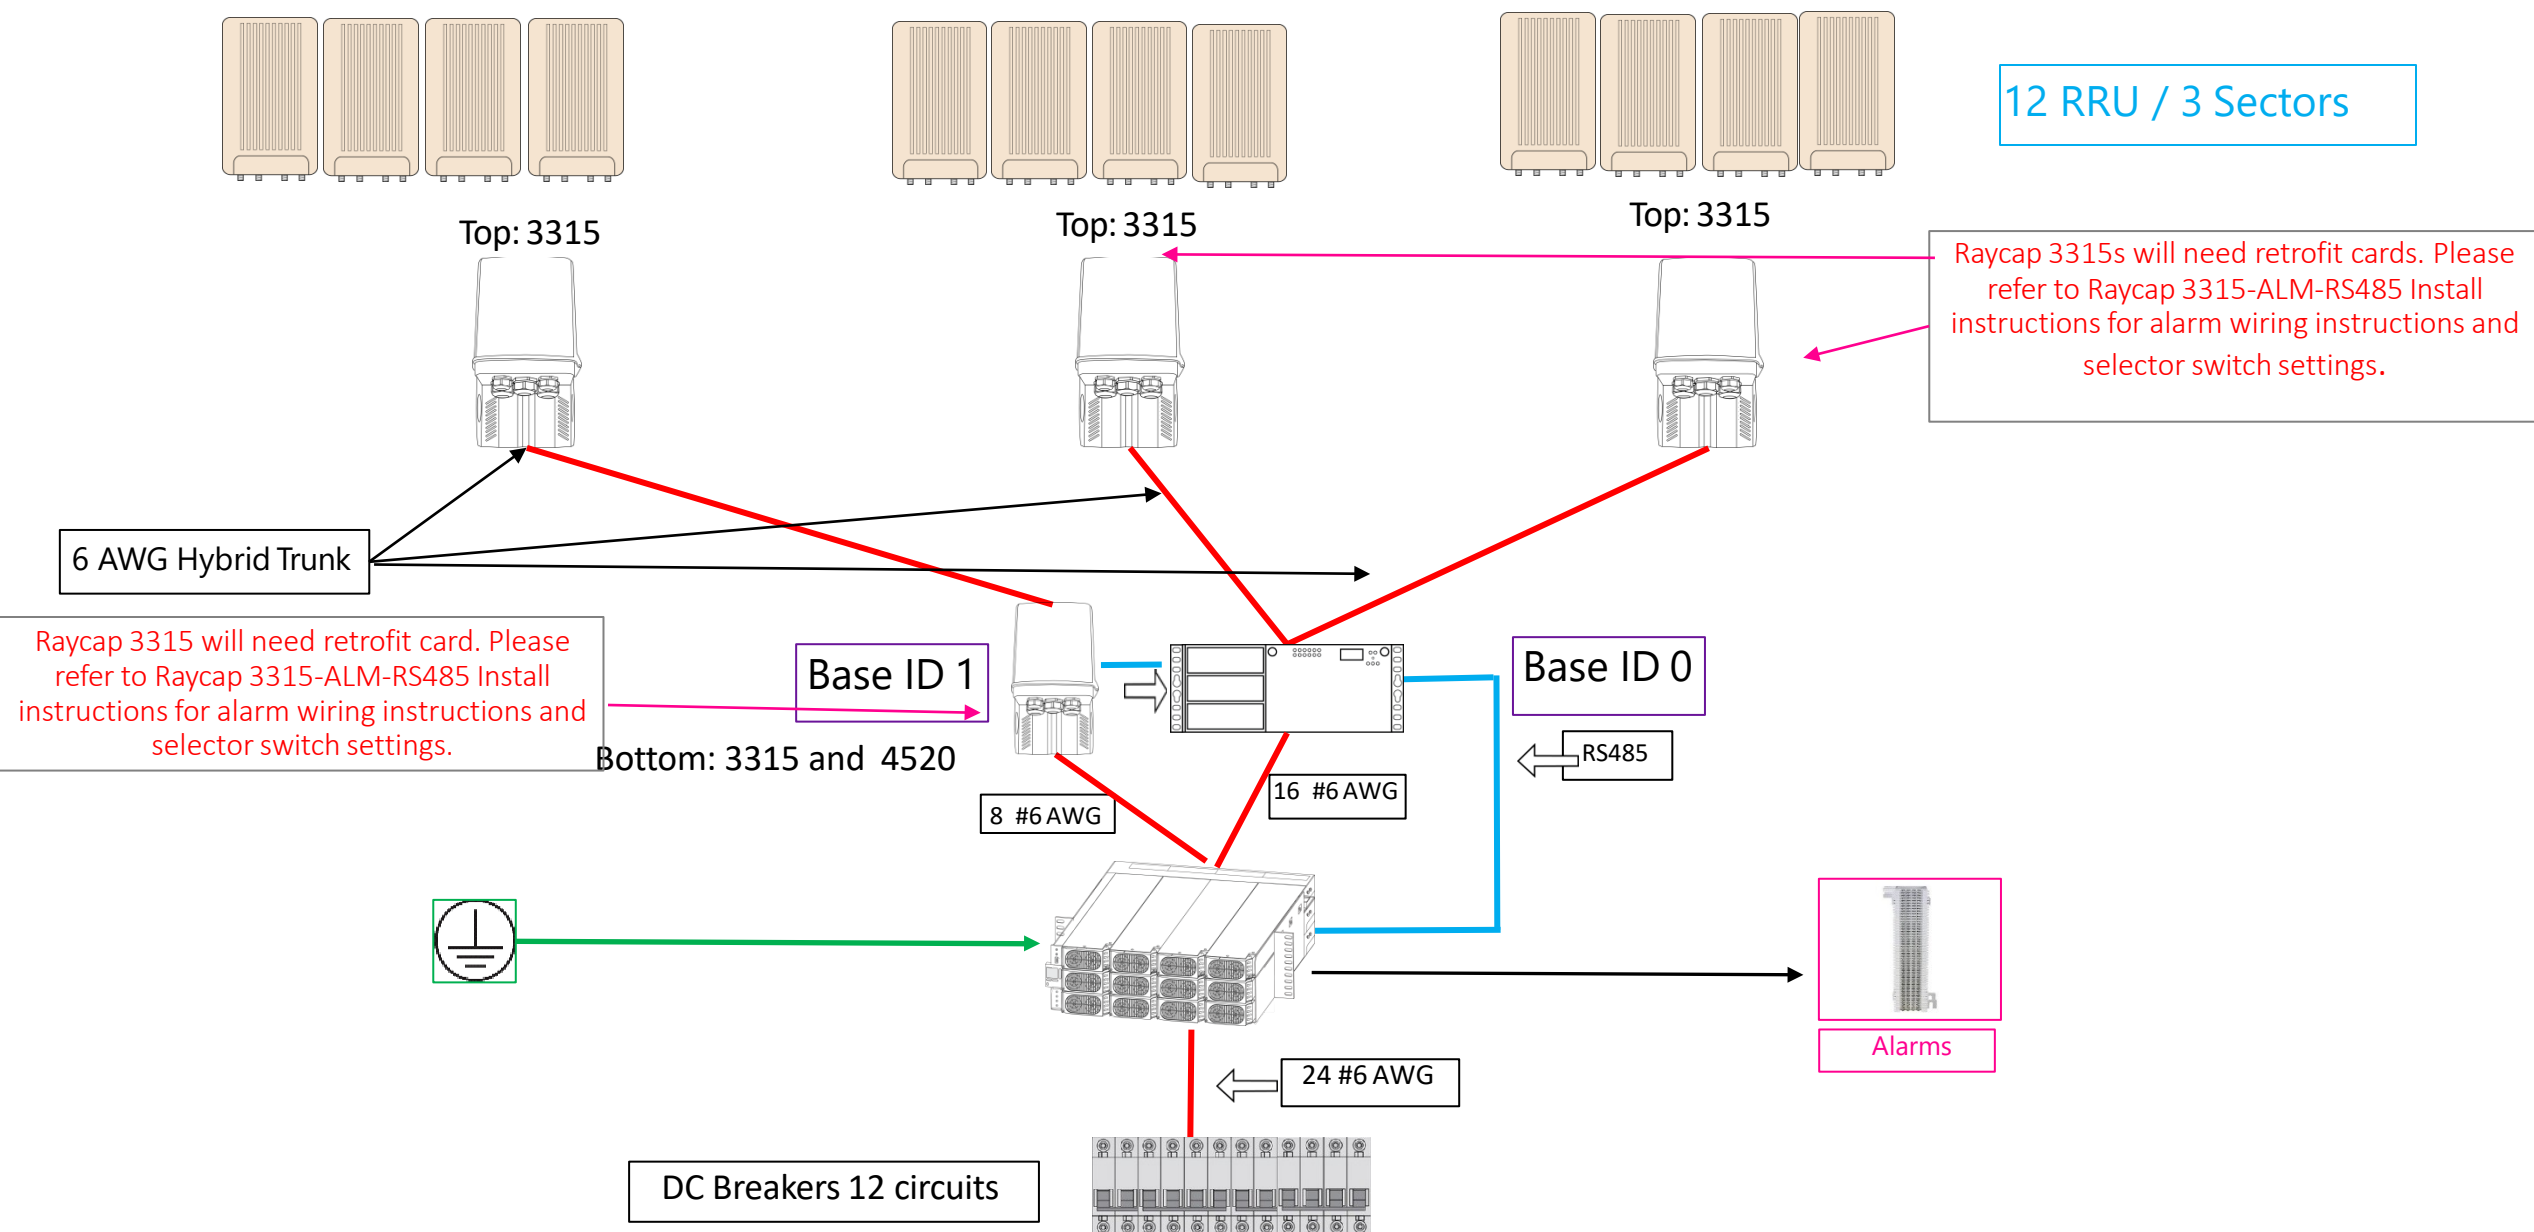 12 RRU / 3 Sectors
Top: 3315
Top: 3315
Top: 3315
Raycap 3315s will need retrofit cards. Please
refer to Raycap 3315-ALM-RS485 Install
instructions for alarm wiring instructions and
selector switch settings.
6 AWG Hybrid Trunk
Raycap 3315 will need retrofit card. Please
refer to Raycap 3315-ALM-RS485 Install
instructions for alarm wiring instructions and
selector switch settings.
Base ID 1
Base ID 0
Bottom: 3315 and 4520
RS485
16 #6 AWG
8 #6 AWG
Alarms
24 #6 AWG
DC Breakers 12 circuits